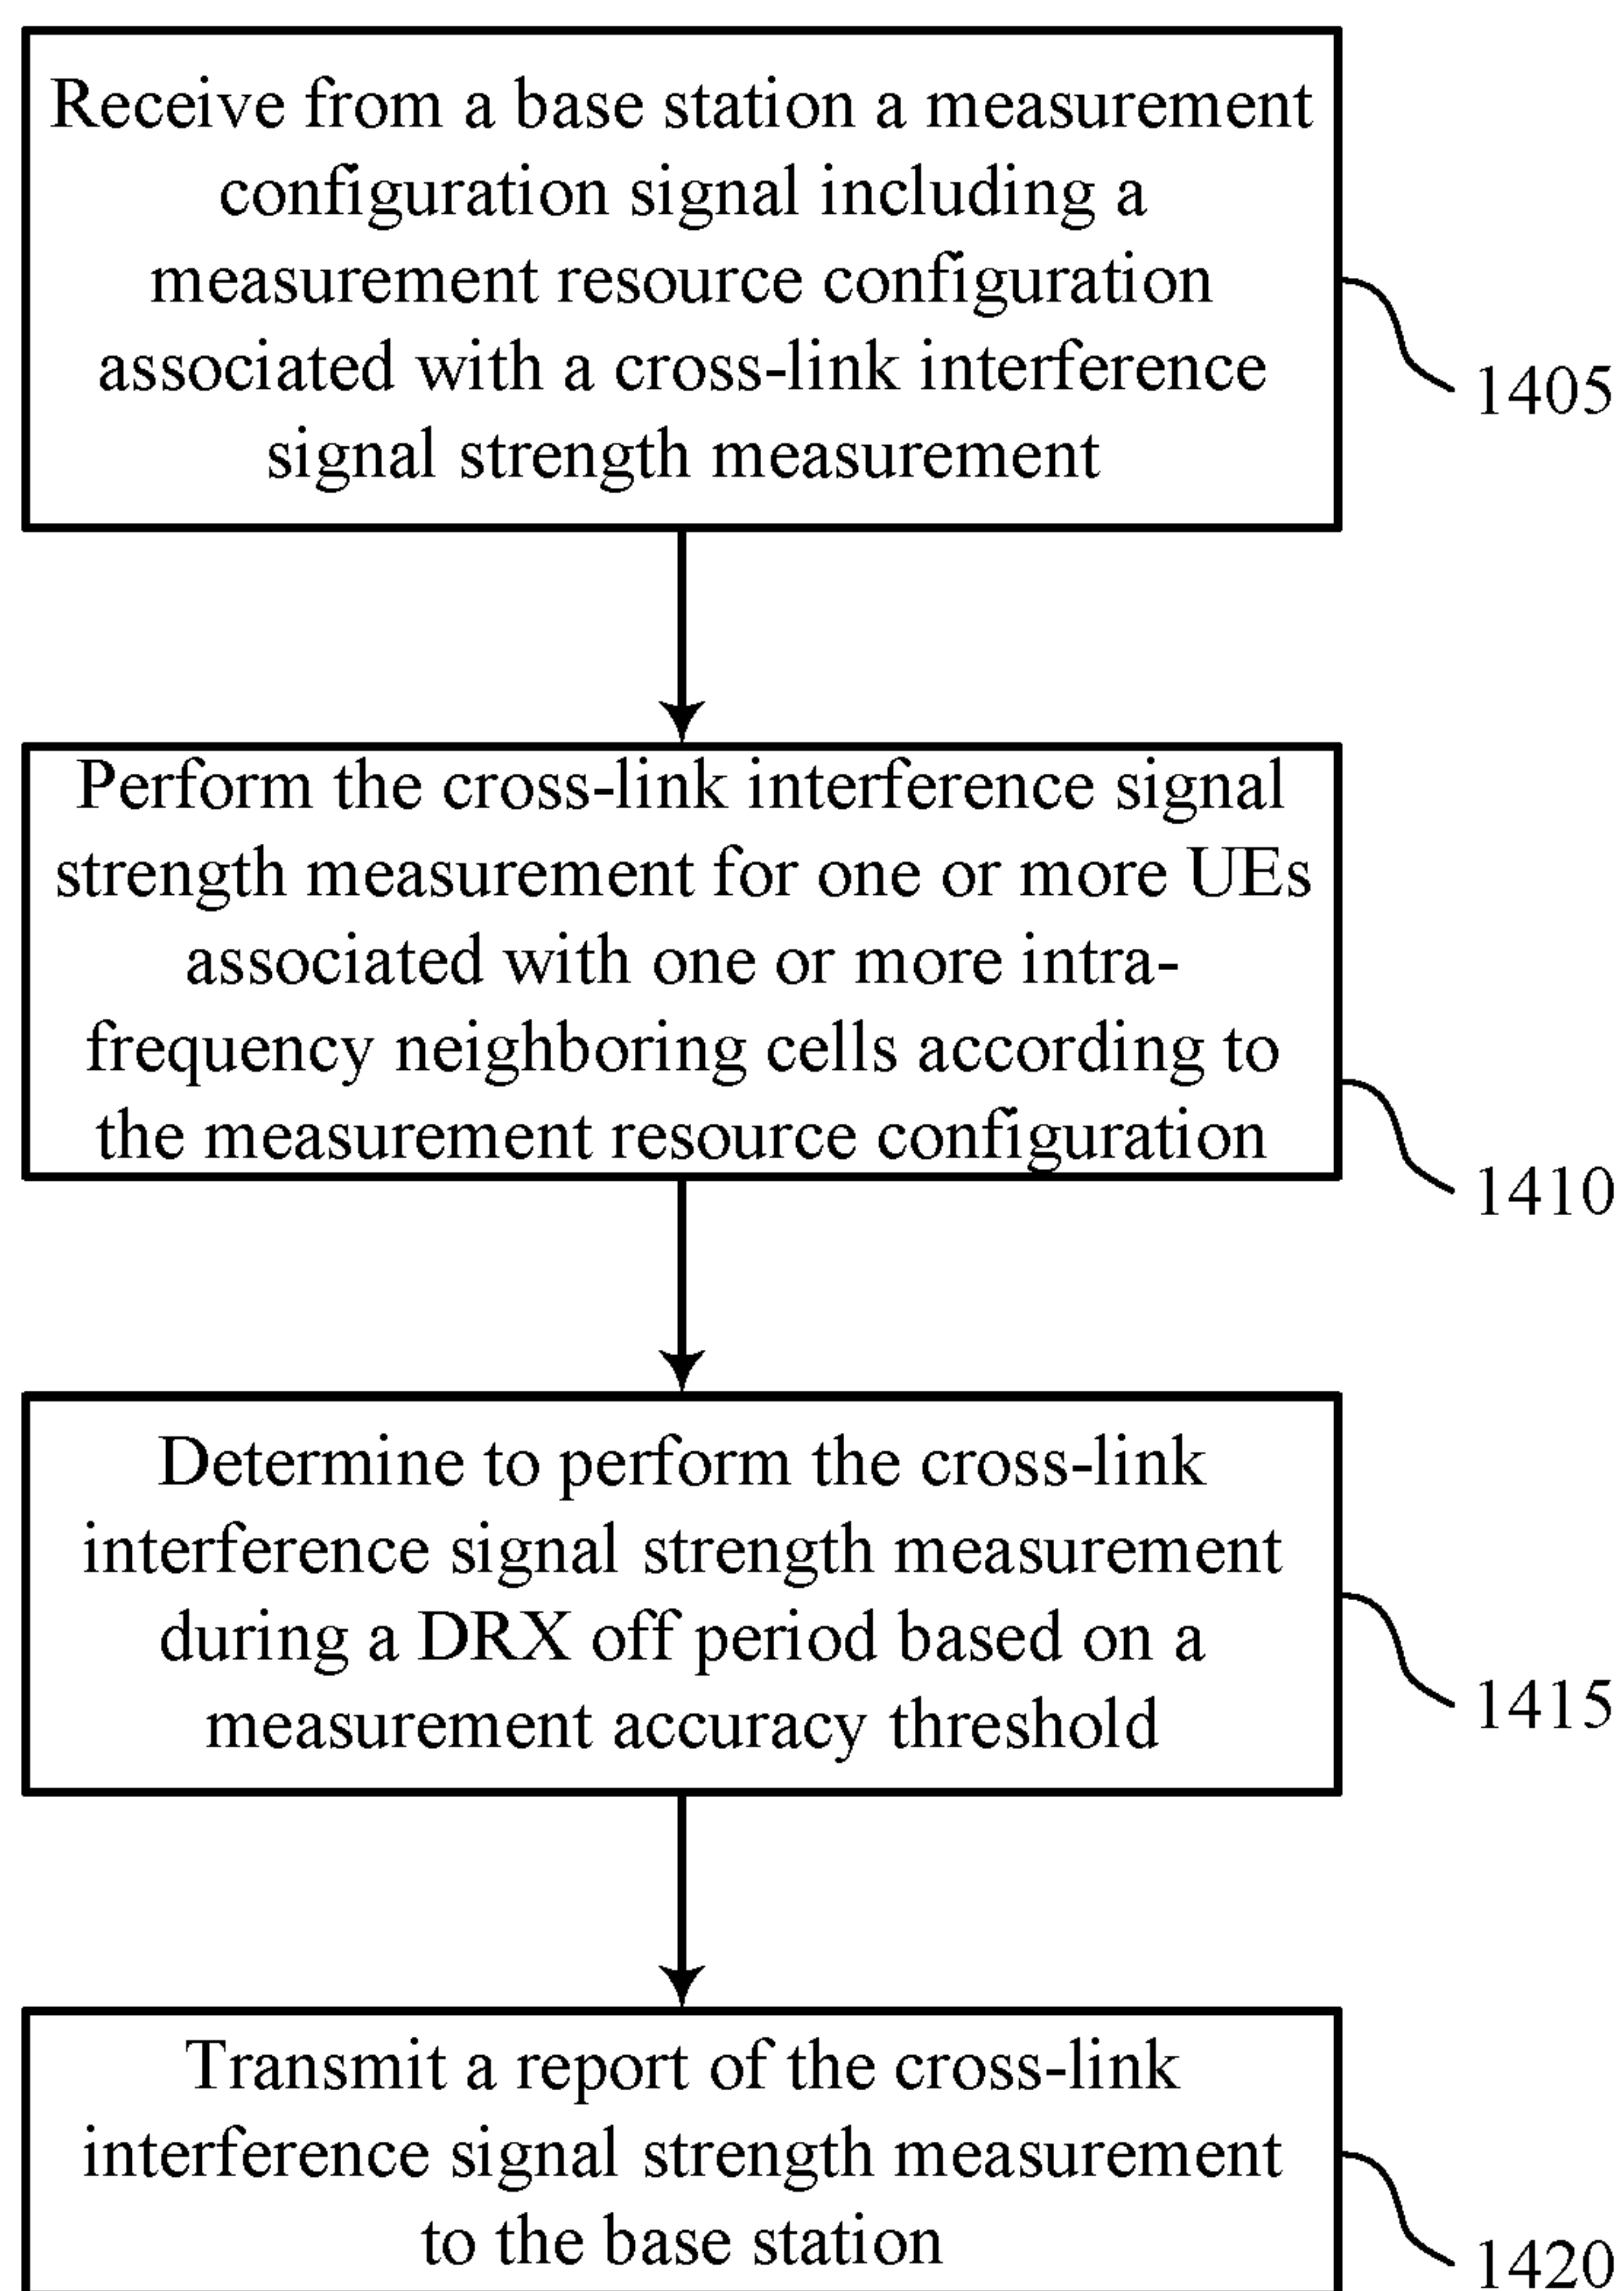 Receive from a base station a measurement
configuration signal including a
measurement resource configuration
associated with a cross-link interference
signal strength measurement
1405
Perform the cross-link interference signal
strength measurement for one or more UEs
associated with one or more intra-
frequency neighboring cells according to
the measurement resource configuration
1410
Determine to perform the cross-link
interference signal strength measurement
during a DRX off period based on a
measurement accuracy threshold
1415
Transmit a report of the cross-link
interference signal strength measurement
to the base station
1420